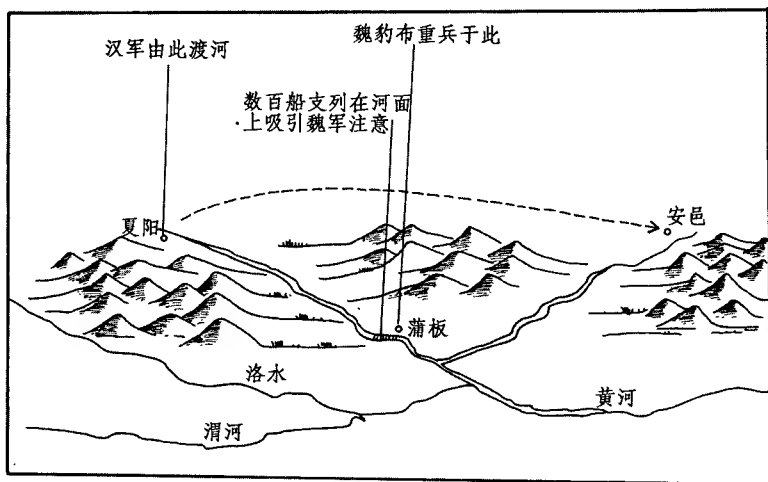 汉军由此渡河
魏豹布重兵于此
数百船支列在河面
上吸引魏军注意
夏阳
安邑
蒲板
洛水
渭河
黄河